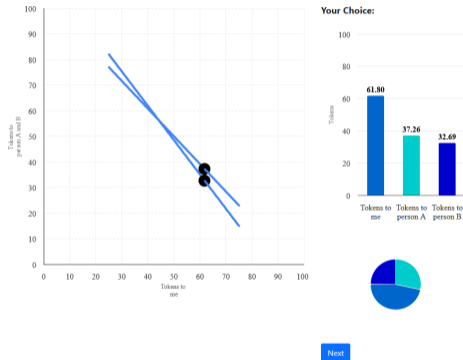 Your Choice:
100
90
80
70
60
50
40
30
20
10
0
Tokens to
person A and B
0 10 20 30 40 50 60 70 80 90 100
Tokens to
me
100
80
60
40
20
0
Tokens
61.80
37.26
32.69
Tokens to Tokens to Tokens to
me person A person B
Next